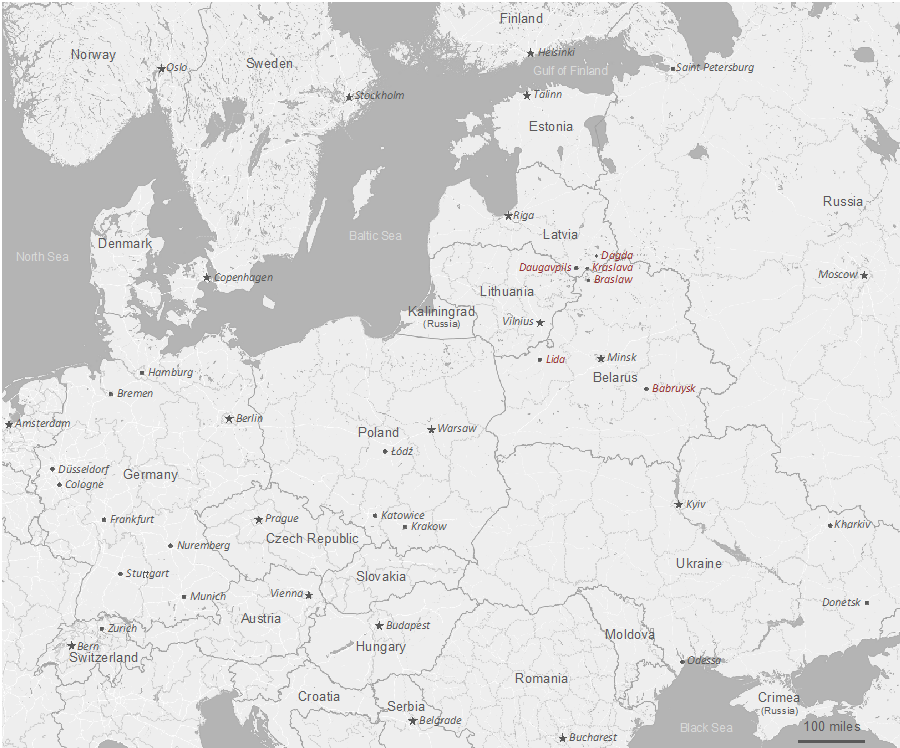 Finland
Norway
Helsinki
Sweden
Oslo
Saint Petersburg
Gulf of Finland
Stockholm
Talinn
Estonia
Russia
Riga
Baltic Sea
Latvia
Denmark
North Sea
Dagda
Daugavpils
Kraslava
Moscow
Copenhagen
Braslaw
Lithuania
Kaliningrad
(Russia)
Vilnius
Lida
Minsk
Hamburg
Belarus
Babruysk
Bremen
Berlin
Amsterdam
Warsaw
Poland
Łódź
Düsseldorf
Germany
Cologne
Kyiv
Katowice
Frankfurt
Prague
Krakow
Kharkiv
Czech Republic
Nuremberg
Ukraine
Stuttgart
Slovakia
Munich
Vienna
Donetsk
Austria
Budapest
Zurich
Moldova
Bern
Hungary
Switzerland
Odessa
Romania
Croatia
Crimea
(Russia)
Serbia
Belgrade
Black Sea
100 miles
Bucharest